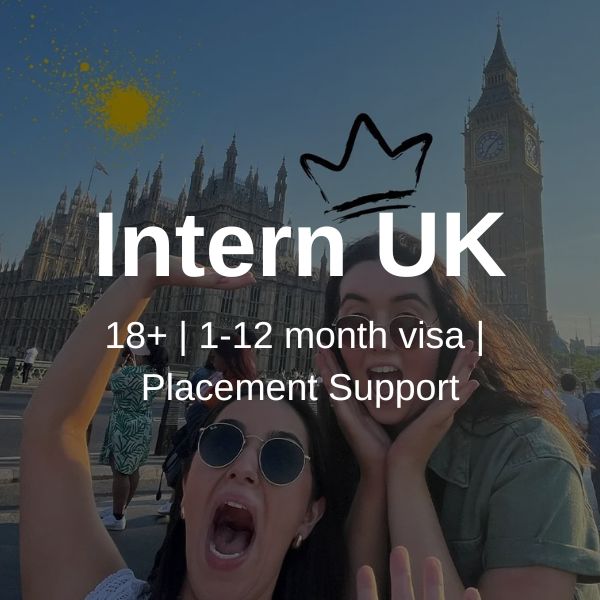 Intern UK
18+ | 1-12 month visa |
Placement Support